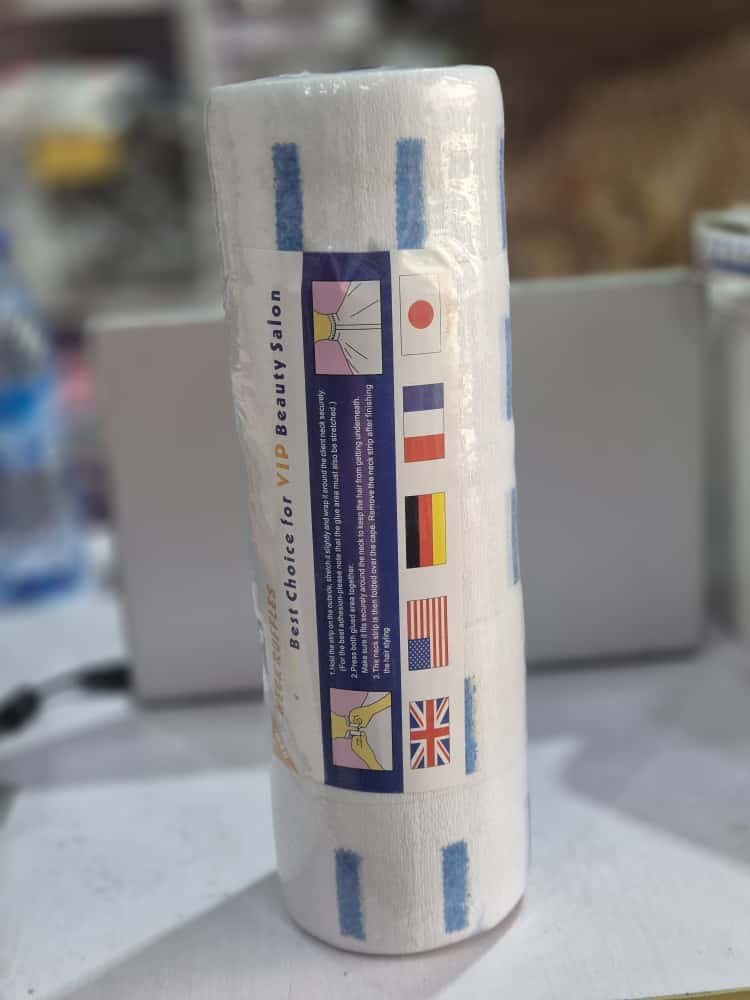 NECK RUFFLES
Best Choice for VIP Beauty Salon
1.Hold the strip on the outside, stretch it slightly and wrap it around the client neck securely.
(For the best adhesion-please note that the glue area must also be stretched.)
2.Press both glued area together.
Make sure it fits securely around the neck to keep the hair from getting underneath.
3.The neck strip is then folded over the cape. Remove the neck strip after finishing
the hair styling.